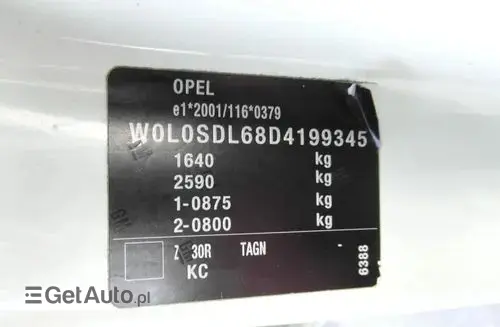 OPEL
e1*2001/116*0379
W0L0SDL68D4199345
1640 kg
2590 kg
1-0875 kg
2-0800 kg
30R TAGN -
KC
6388
GetAuto.pl